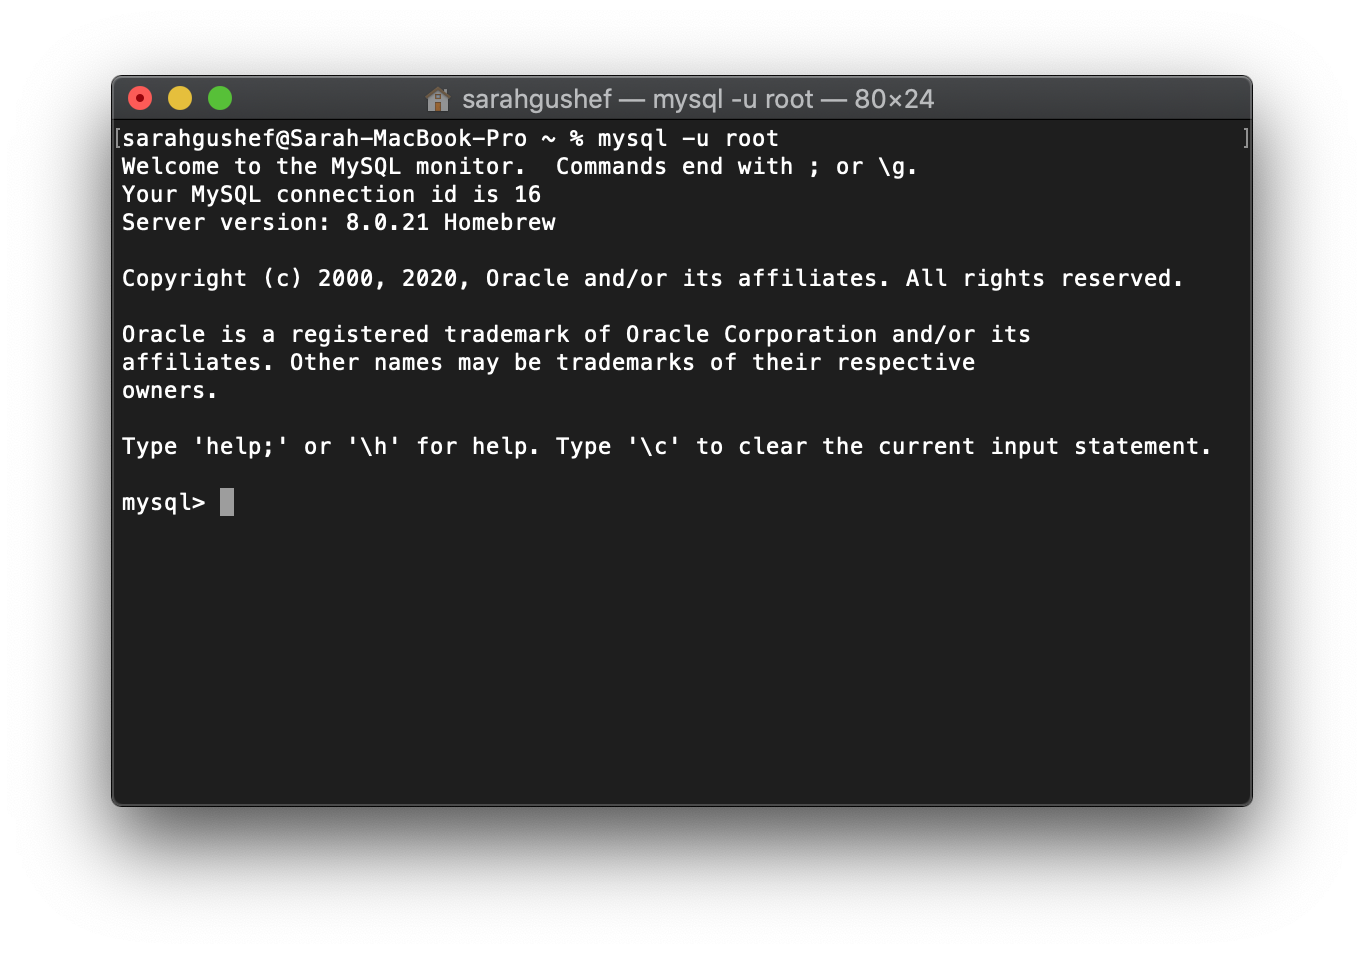 sarahgushef — mysql -u root — 80×24
[sarahgushef@Sarah-MacBook-Pro ~ % mysql -u root ]
Welcome to the MySQL monitor.  Commands end with ; or \g.
Your MySQL connection id is 16
Server version: 8.0.21 Homebrew
Copyright (c) 2000, 2020, Oracle and/or its affiliates. All rights reserved.
Oracle is a registered trademark of Oracle Corporation and/or its
affiliates. Other names may be trademarks of their respective
owners.
Type 'help;' or '\h' for help. Type '\c' to clear the current input statement.
mysql>